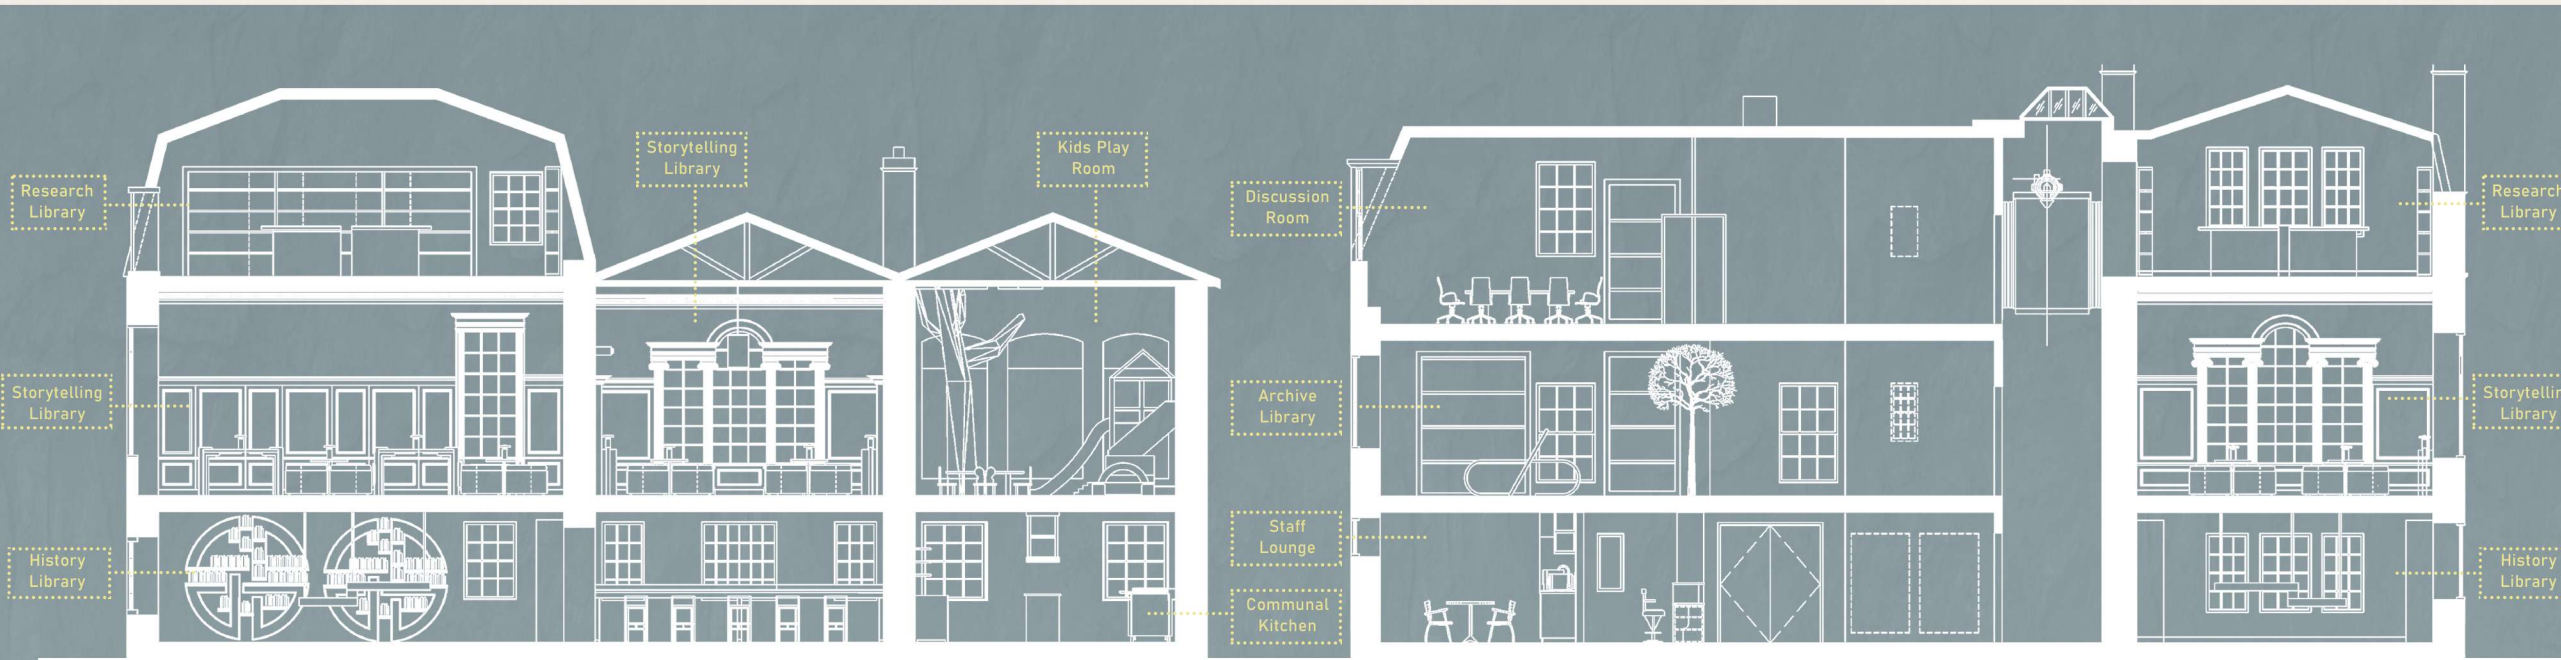 Storytelling
Library
Kids Play
Room
Research
Library
Discussion
Room
Research
Library
Storytelling
Library
Archive
Library
Storytellin
Library
History
Library
Staff
Lounge
History
Library
Communal
Kitchen